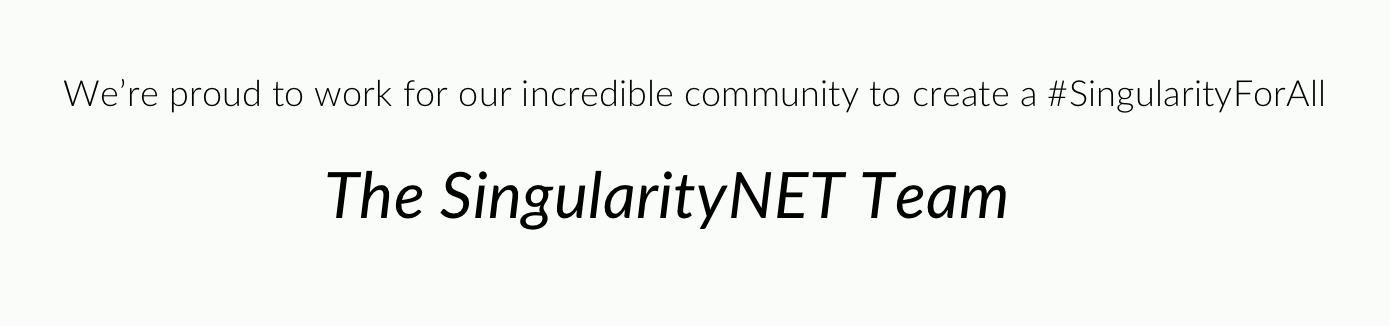 We’re proud to work for our incredible community to create a #SingularityForAll
The SingularityNET Team